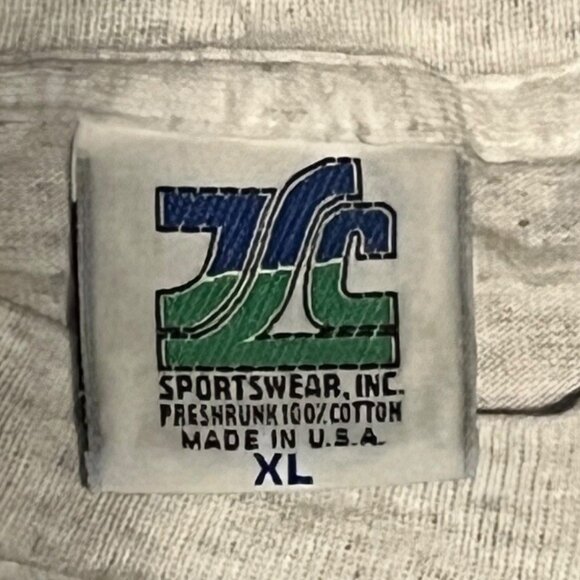 SPORTSWEAR, INC.
PRESHRUNK 100% COTTON
MADE IN U.S.A.
XL